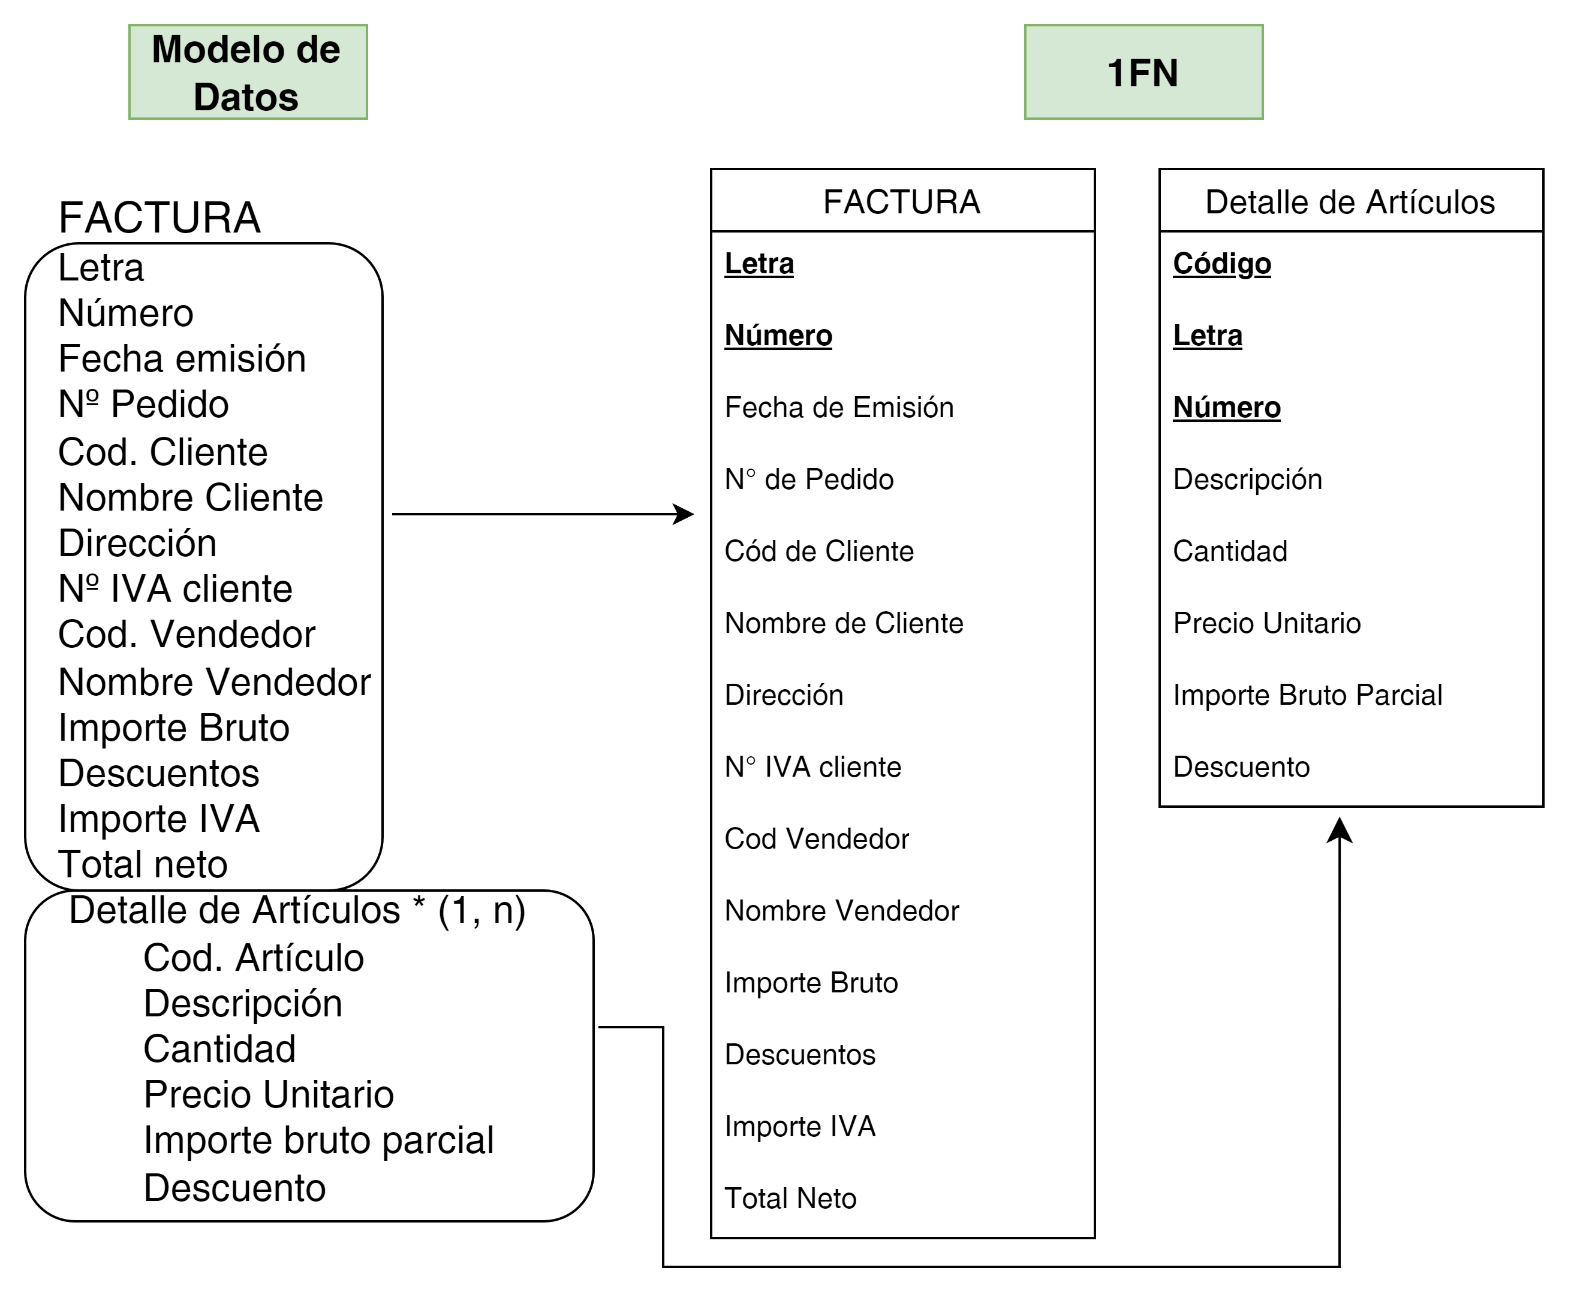 Modelo de
Datos
1FN
FACTURA
Letra
Número
Fecha emisión
Nº Pedido
Cod. Cliente
Nombre Cliente
Dirección
Nº IVA cliente
Cod. Vendedor
Nombre Vendedor
Importe Bruto
Descuentos
Importe IVA
Total neto
Detalle de Artículos * (1, n)
Cod. Artículo
Descripción
Cantidad
Precio Unitario
Importe bruto parcial
Descuento
FACTURA
Letra
Número
Fecha de Emisión
N° de Pedido
Cód de Cliente
Nombre de Cliente
Dirección
N° IVA cliente
Cod Vendedor
Nombre Vendedor
Importe Bruto
Descuentos
Importe IVA
Total Neto
Detalle de Artículos
Código
Letra
Número
Descripción
Cantidad
Precio Unitario
Importe Bruto Parcial
Descuento